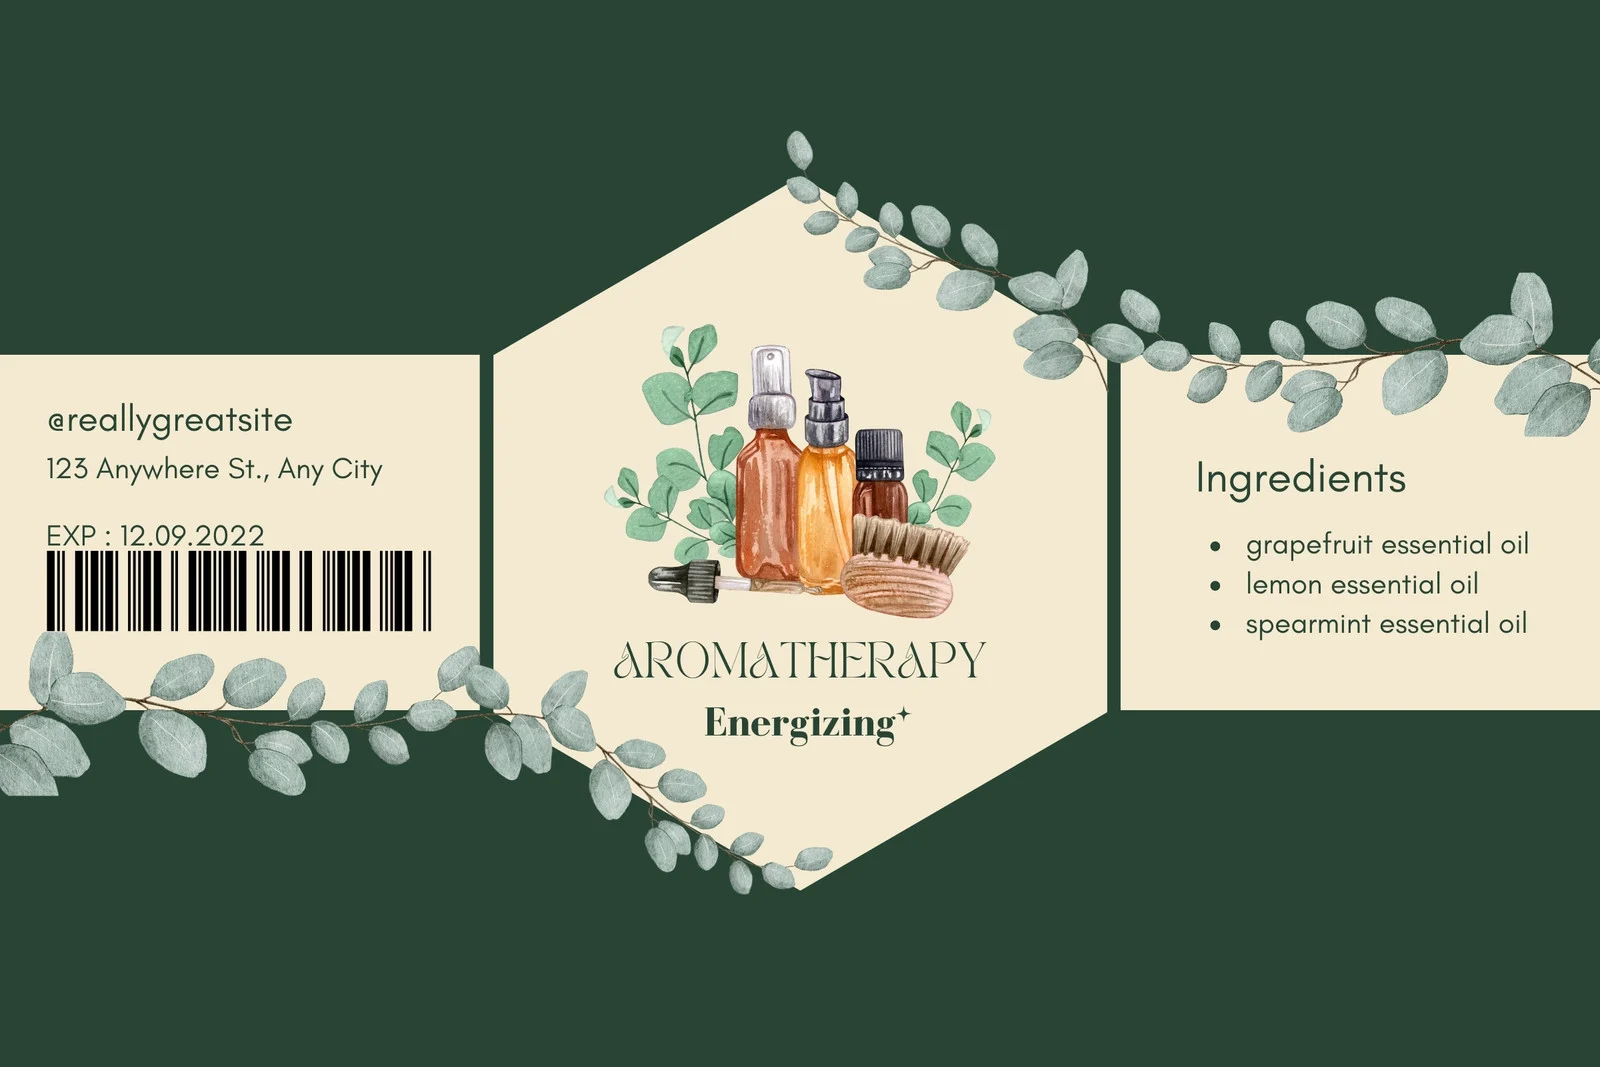 @reallygreatsite
123 Anywhere St., Any City
EXP : 12.09.2022
AROMATHERAPY
Energizing
Ingredients
• grapefruit essential oil
• lemon essential oil
• spearmint essential oil